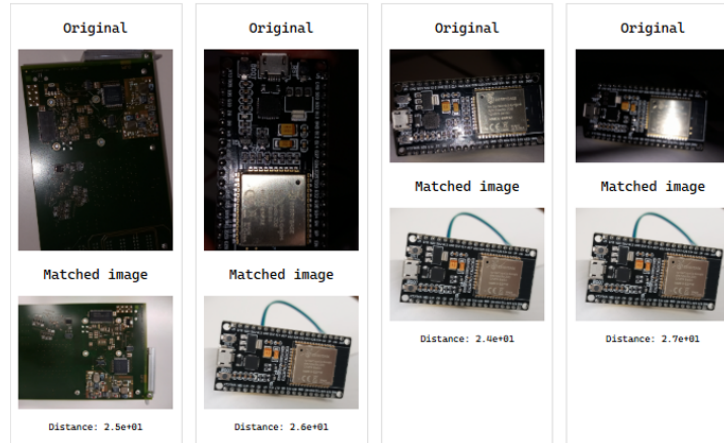 Original
Matched image
Distance: 2.5e+01
Original
Matched image
Distance: 2.6e+01
Original
Matched image
Distance: 2.4e+01
Original
Matched image
Distance: 2.7e+01